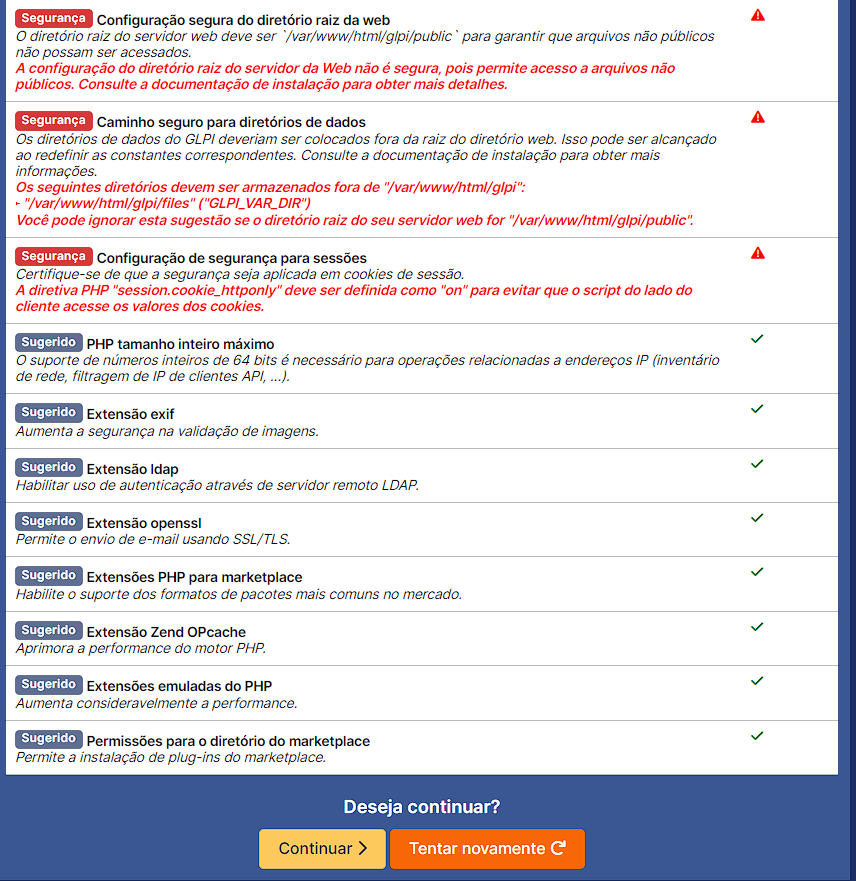 Segurança Configuração segura do diretório raiz da web
O diretório raiz do servidor web deve ser `/var/www/html/glpi/public` para garantir que arquivos não públicos
não possam ser acessados.
A configuração do diretório raiz do servidor da Web não é segura, pois permite acesso a arquivos não
públicos. Consulte a documentação de instalação para obter mais detalhes.
Segurança Caminho seguro para diretórios de dados
Os diretórios de dados do GLPI deveriam ser colocados fora da raiz do diretório web. Isso pode ser alcançado
ao redefinir as constantes correspondentes. Consulte a documentação de instalação para obter mais
informações.
Os seguintes diretórios devem ser armazenados fora de "/var/www/html/glpi":
‣ "/var/www/html/glpi/files" ("GLPI_VAR_DIR")
Você pode ignorar esta sugestão se o diretório raiz do seu servidor web for "/var/www/html/glpi/public".
Segurança Configuração de segurança para sessões
Certifique-se de que a segurança seja aplicada em cookies de sessão.
A diretiva PHP "session.cookie_httponly" deve ser definida como "on" para evitar que o script do lado do
cliente acesse os valores dos cookies.
Sugerido PHP tamanho inteiro máximo
O suporte de números inteiros de 64 bits é necessário para operações relacionadas a endereços IP (inventário
de rede, filtragem de IP de clientes API, ...).
Sugerido Extensão exif
Aumenta a segurança na validação de imagens.
Sugerido Extensão ldap
Habilitar uso de autenticação através de servidor remoto LDAP.
Sugerido Extensão openssl
Permite o envio de e-mail usando SSL/TLS.
Sugerido Extensões PHP para marketplace
Habilite o suporte dos formatos de pacotes mais comuns no mercado.
Sugerido Extensão Zend OPcache
Aprimora a performance do motor PHP.
Sugerido Extensões emuladas do PHP
Aumenta consideravelmente a performance.
Sugerido Permissões para o diretório do marketplace
Permite a instalação de plug-ins do marketplace.
Deseja continuar?
Continuar
Tentar novamente